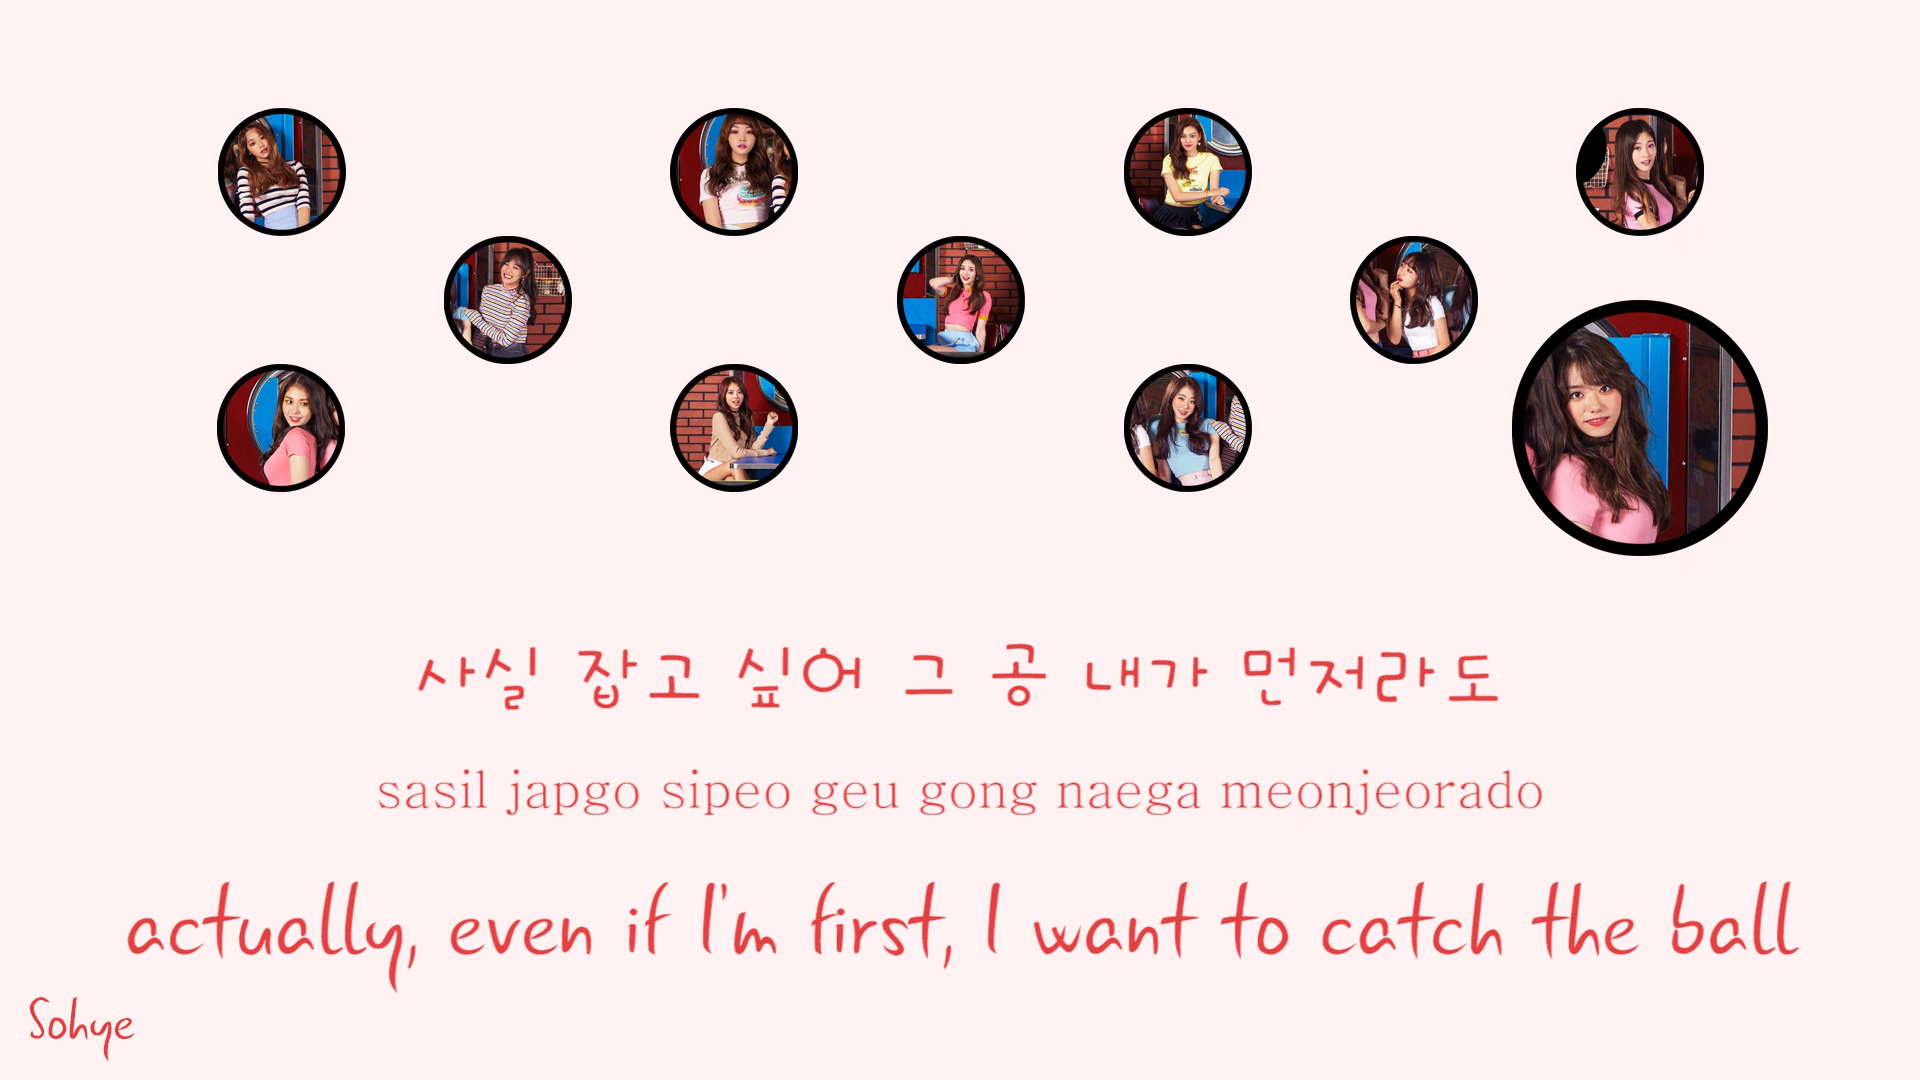 사실 잡고 싶어 그 공 내가 먼저라도
sasil japgo sipeo geu gong naega meonjeorado
actually, even if I'm first, I want to catch the ball
Sohye